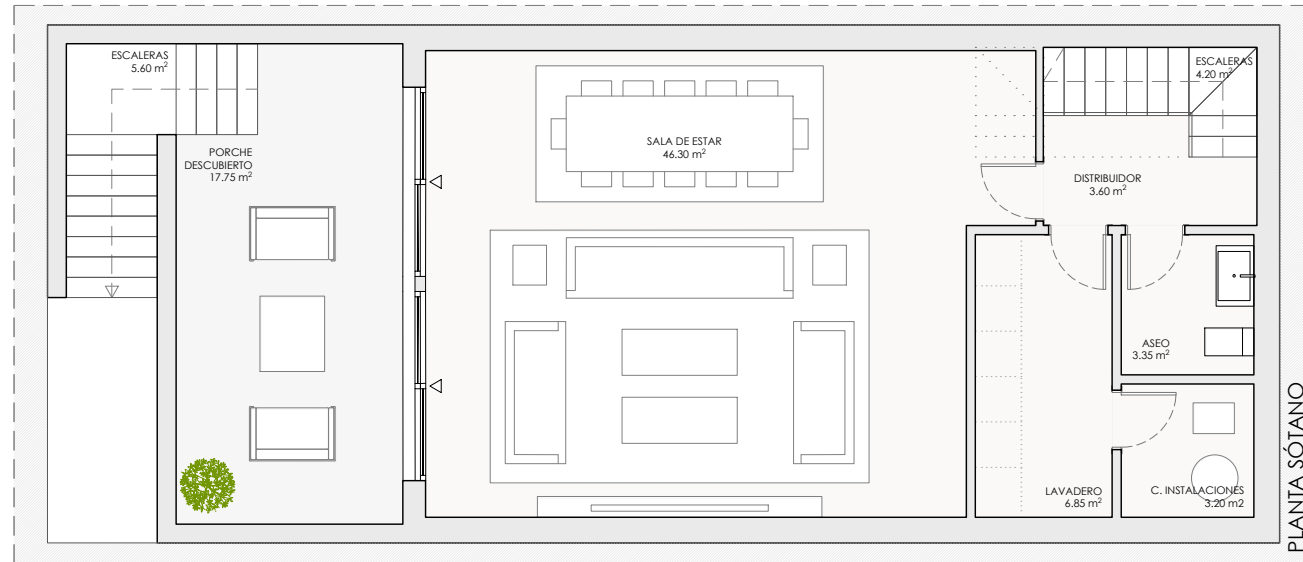 ESCALERAS
5.60 m²
PORCHE
DESCUBIERTO
17.75 m²
SALA DE ESTAR
46.30 m²
ESCALERAS
4.20 m²
DISTRIBUIDOR
3.60 m²
ASEO
3.35 m²
LAVADERO
6.85 m²
C. INSTALACIONES
3.20 m2
PLANTA SÓTANO